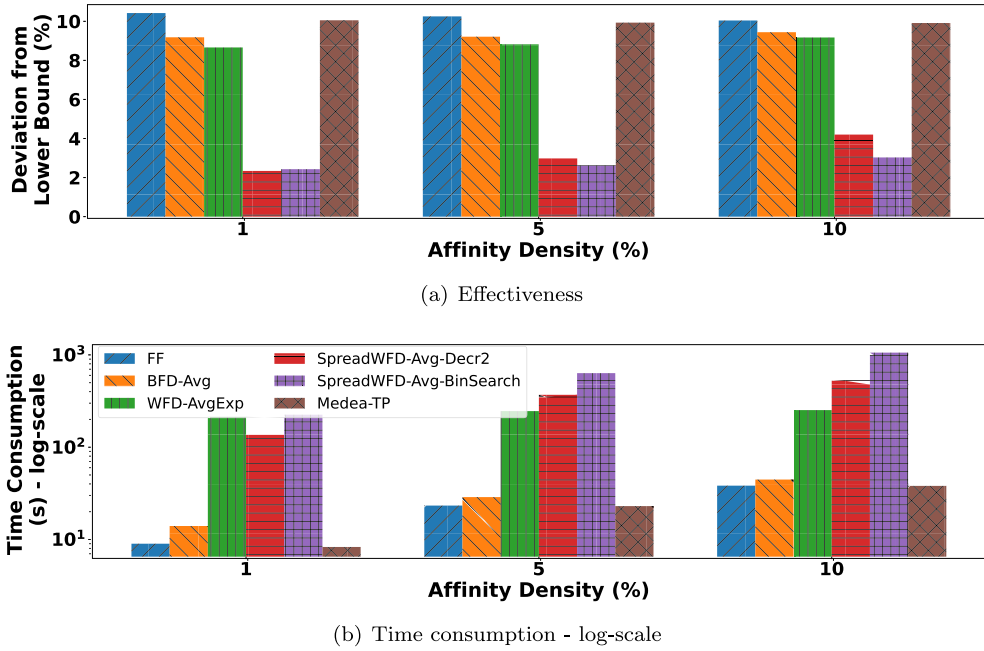 10
8
6
4
2
0
Deviation from
Lower Bound (%)
1
5
10
Affinity Density (%)
(a) Effectiveness
10³
10²
10¹
Time Consumption
(s) - log-scale
FF
BFD-Avg
WFD-AvgExp
SpreadWFD-Avg-Decr2
SpreadWFD-Avg-BinSearch
Medea-TP
1
5
10
Affinity Density (%)
(b) Time consumption - log-scale